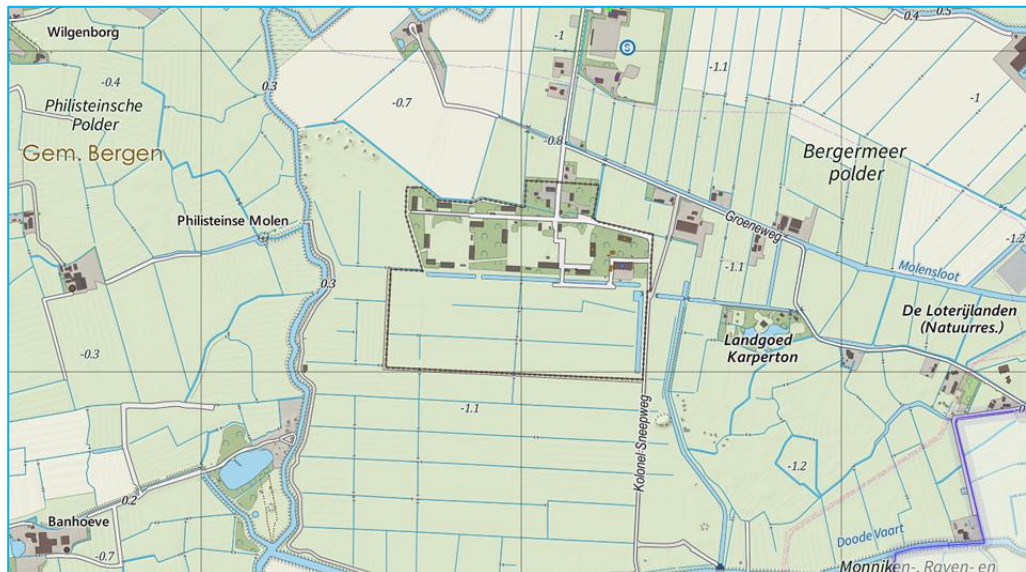 Wilgenborg
-0.4
Philisteinsche
Polder
Gem. Bergen
0.3
-1
S
-0.7
-0.8
0.4
0.5
-1.1
-1
Bergermeer
polder
Philisteinse Molen
Groeneweg
-1.2
Molensloot
-1.1
0.3
De Loterijlanden
(Natuurres.)
Landgoed
Karperton
-0.3
-1.1
Kolonel Sneepweg
-1.2
0.2
Banhoeve
-0.7
Doode Vaart
Monniken-, Raven- en